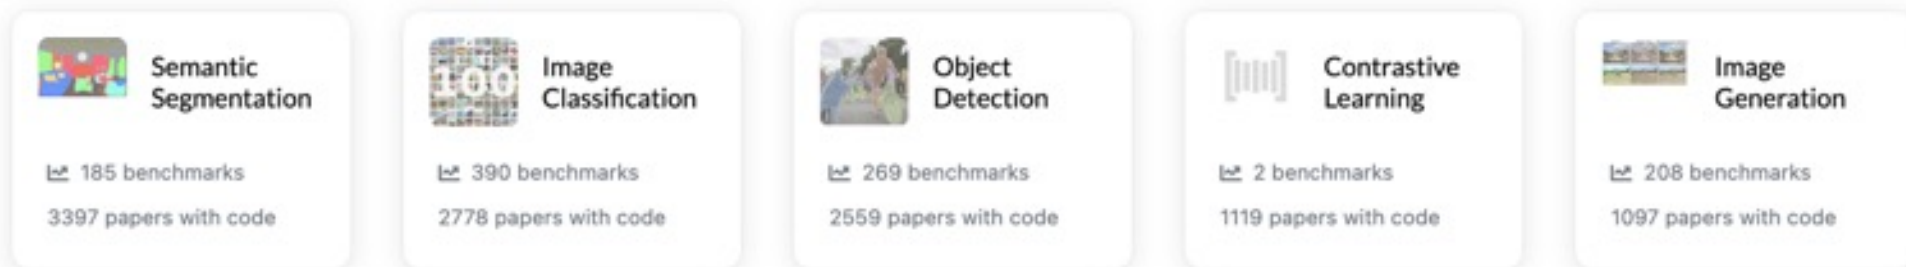 Semantic
Segmentation
185 benchmarks
3397 papers with code
100
Image
Classification
390 benchmarks
2778 papers with code
Object
Detection
269 benchmarks
2559 papers with code
Contrastive
Learning
2 benchmarks
1119 papers with code
Image
Generation
208 benchmarks
1097 papers with code